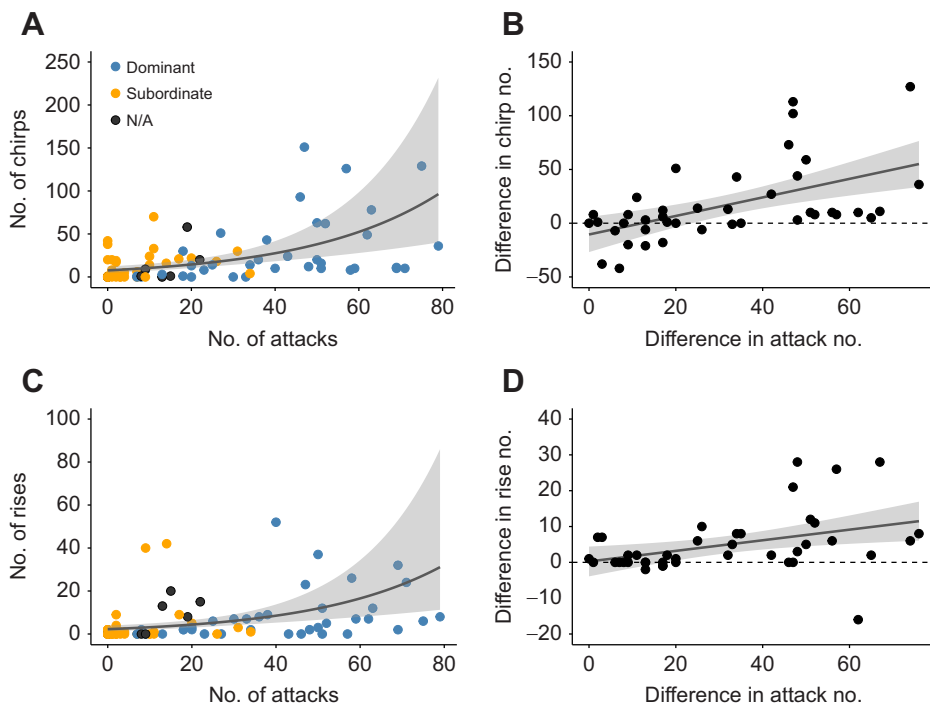 A
No. of chirps
250
200
150
100
50
0
Dominant
Subordinate
N/A
0 20 40 60 80
No. of attacks
B
Difference in chirp no.
150
100
50
0
–50
0 20 40 60
Difference in attack no.
C
No. of rises
100
80
60
40
20
0
0 20 40 60 80
No. of attacks
D
Difference in rise no.
40
30
20
10
0
–10
–20
0 20 40 60
Difference in attack no.